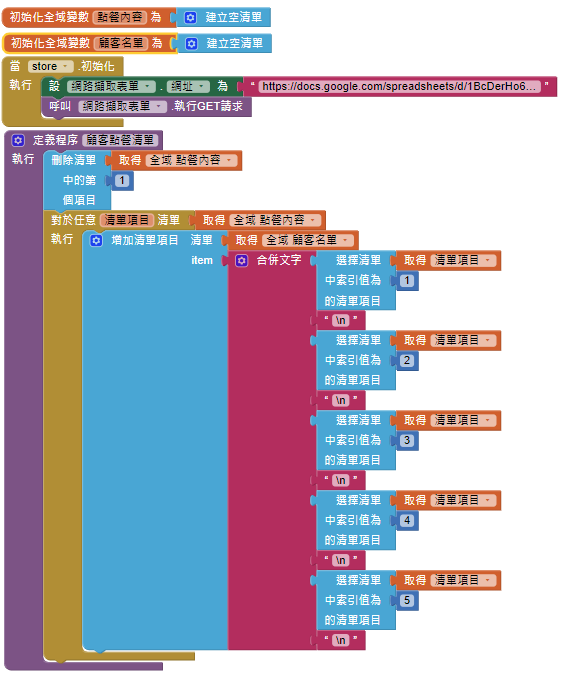 初始化全域變數 點餐內容 為 建立空清單
初始化全域變數 顧客名單 為 建立空清單
當 store .初始化
執行 設 網路擷取表單 . 網址 為 “ https://docs.google.com/spreadsheets/d/1BcDerHo6... ”
呼叫 網路擷取表單 .執行GET請求
定義程序 顧客點餐清單
執行 刪除清單 取得 全域 點餐內容
中的第 1
個項目
對於任意 清單項目 清單 取得 全域 點餐內容
執行 增加清單項目 清單 取得 全域 顧客名單
item 合併文字 選擇清單 取得 清單項目
中索引值為 1
的清單項目
“ \n ”
選擇清單 取得 清單項目
中索引值為 2
的清單項目
“ \n ”
選擇清單 取得 清單項目
中索引值為 3
的清單項目
“ \n ”
選擇清單 取得 清單項目
中索引值為 4
的清單項目
“ \n ”
選擇清單 取得 清單項目
中索引值為 5
的清單項目
“ \n ”